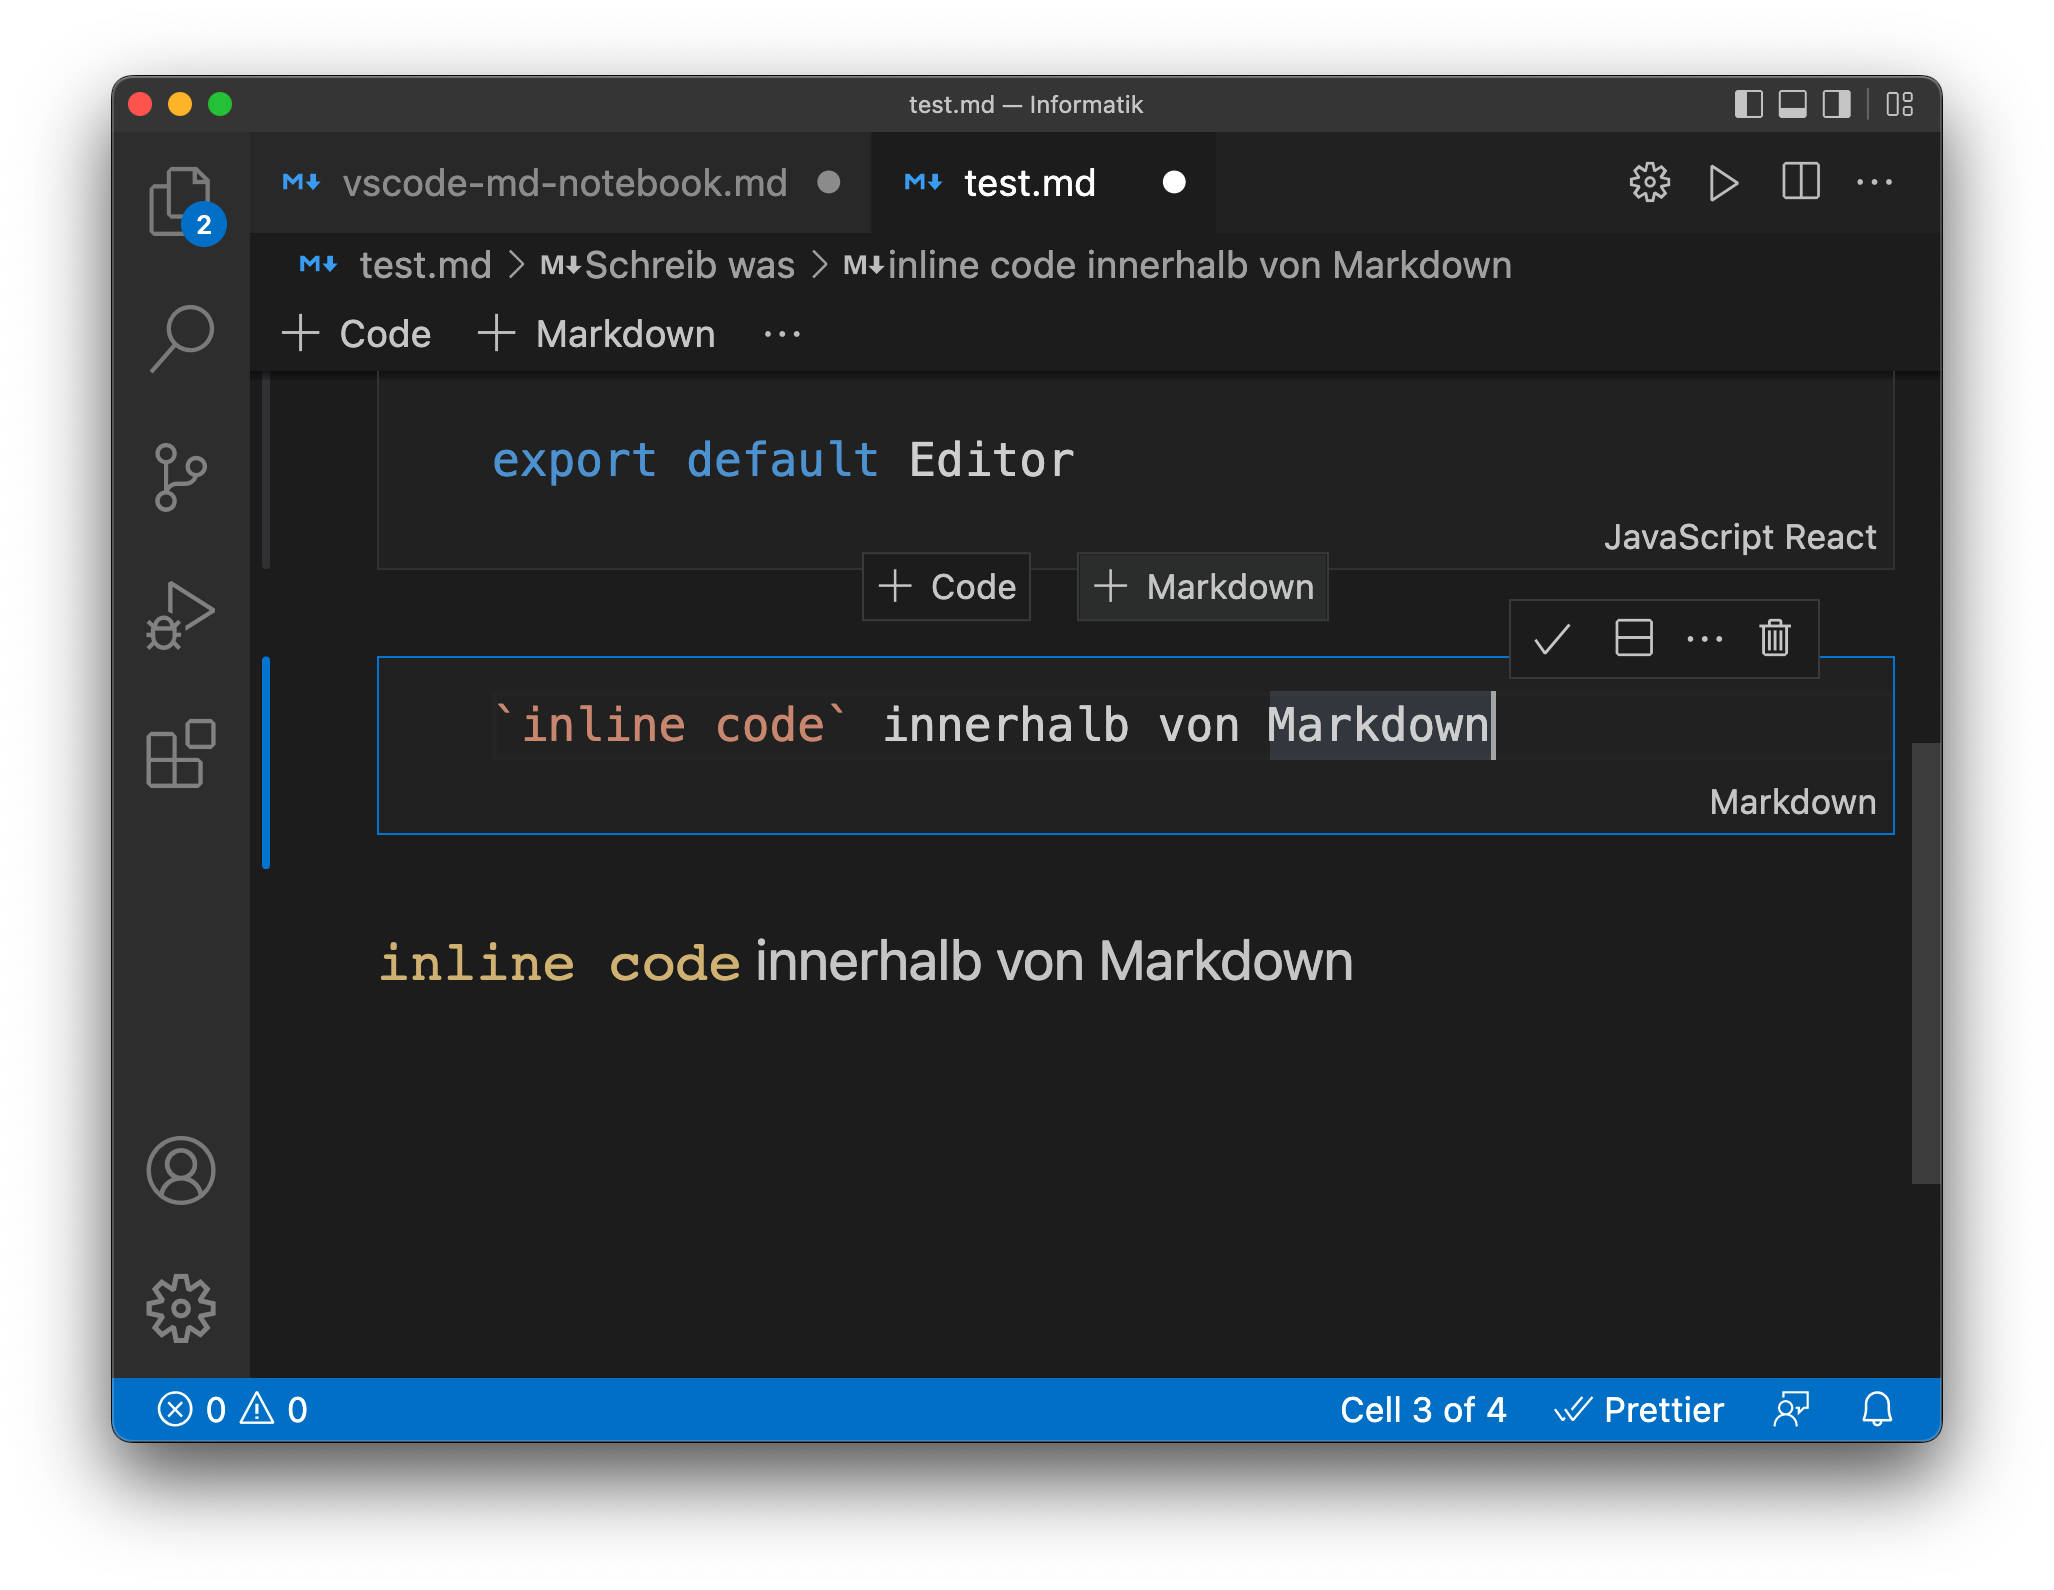 test.md — Informatik
vscode-md-notebook.md
test.md
2
test.md > Schreib was > inline code innerhalb von Markdown
+ Code + Markdown ···
export default Editor
JavaScript React
+ Code + Markdown
`inline code` innerhalb von Markdown
Markdown
inline code innerhalb von Markdown
0 0 Cell 3 of 4 Prettier